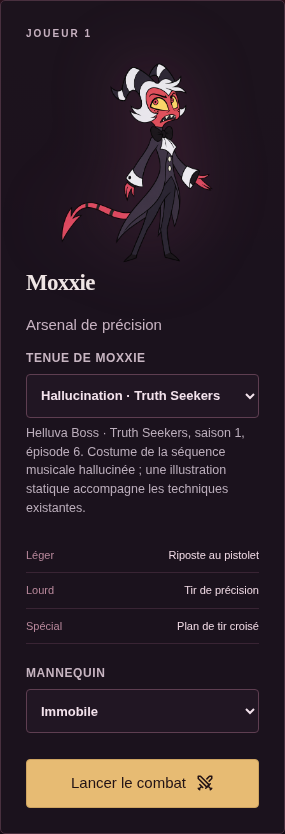 JOUEUR 1
Moxxie
Arsenal de précision
TENUE DE MOXXIE
Hallucination · Truth Seekers
Helluva Boss · Truth Seekers, saison 1,
épisode 6. Costume de la séquence
musicale hallucinée ; une illustration
statique accompagne les techniques
existantes.
Léger Riposte au pistolet
Lourd Tir de précision
Spécial Plan de tir croisé
MANNEQUIN
Immobile
Lancer le combat